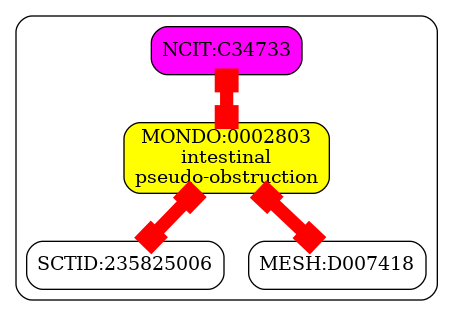 NCIT:C34733
MONDO:0002803
intestinal
pseudo-obstruction
SCTID:235825006
MESH:D007418